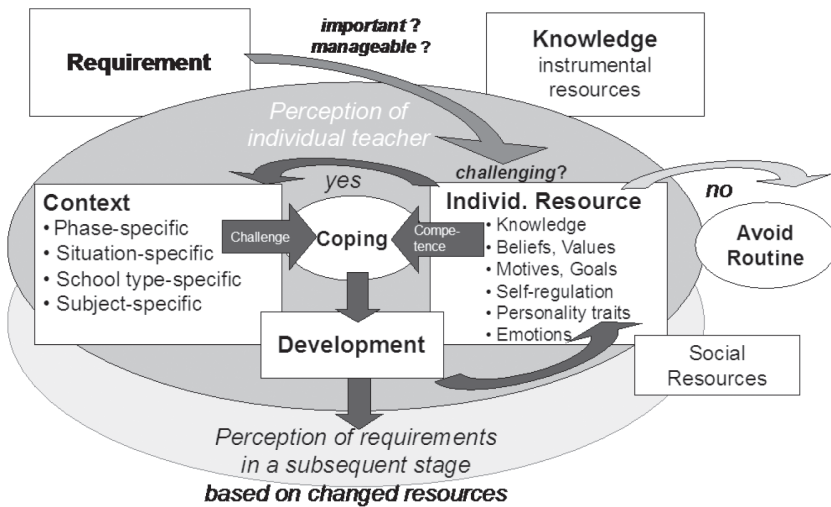 important ?
manageable ?
Requirement
Knowledge
instrumental
resources
Perception of
individual teacher
challenging?
yes
no
Context
• Phase-specific
• Situation-specific
• School type-specific
• Subject-specific
Challenge
Coping
Compe-
tence
Individ. Resource
• Knowledge
• Beliefs, Values
• Motives, Goals
• Self-regulation
• Personality traits
• Emotions
Avoid
Routine
Development
Social
Resources
Perception of requirements
in a subsequent stage
based on changed resources